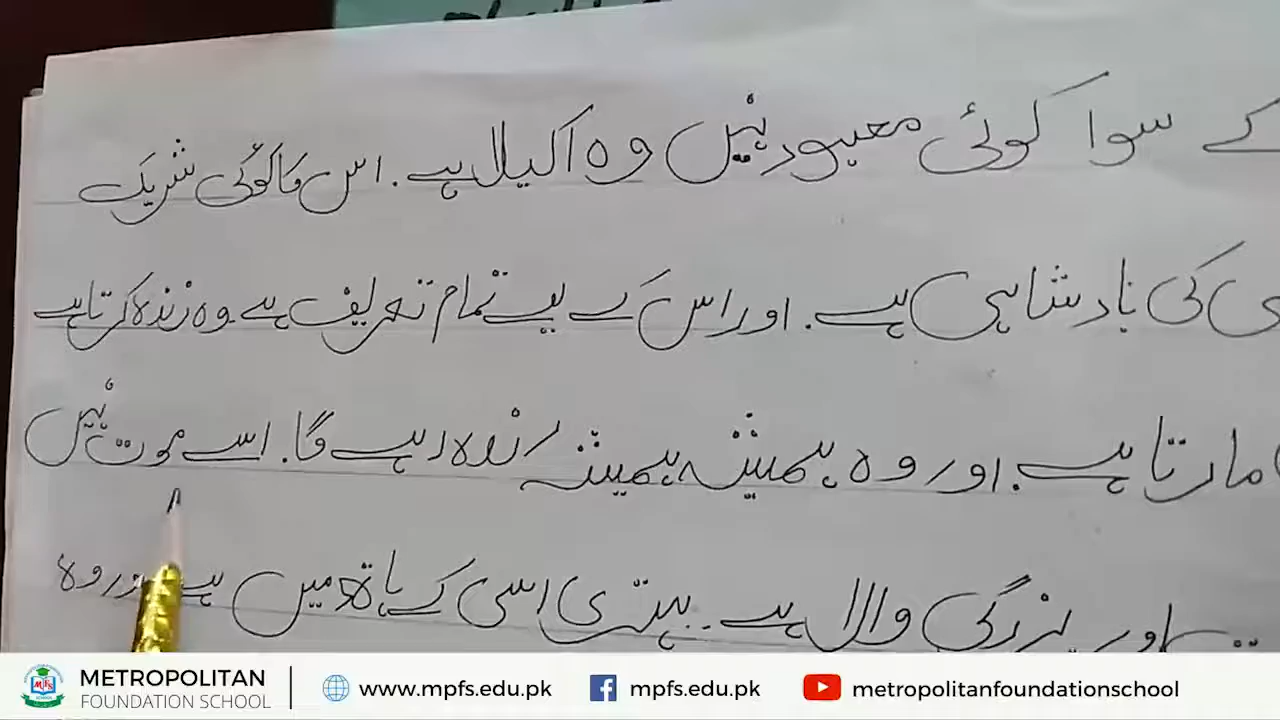 کے سوا کوئی معبود نہیں وہ اکیلا ہے۔ اس کا کوئی شریک
کی بادشاہی ہے۔ اور اس کے لیے تمام تعریف ہے وہ زندہ کرتا ہے
مارتا ہے۔ اور وہ ہمیشہ ہمیشہ زندہ رہے گا۔ اسے موت نہیں
اور بزرگی والا ہے۔ بہتری اسی کے ہاتھ میں ہے اور وہ
METROPOLITAN
FOUNDATION SCHOOL
MFS
www.mpfs.edu.pk
mpfs.edu.pk
metropolitanfoundationschool